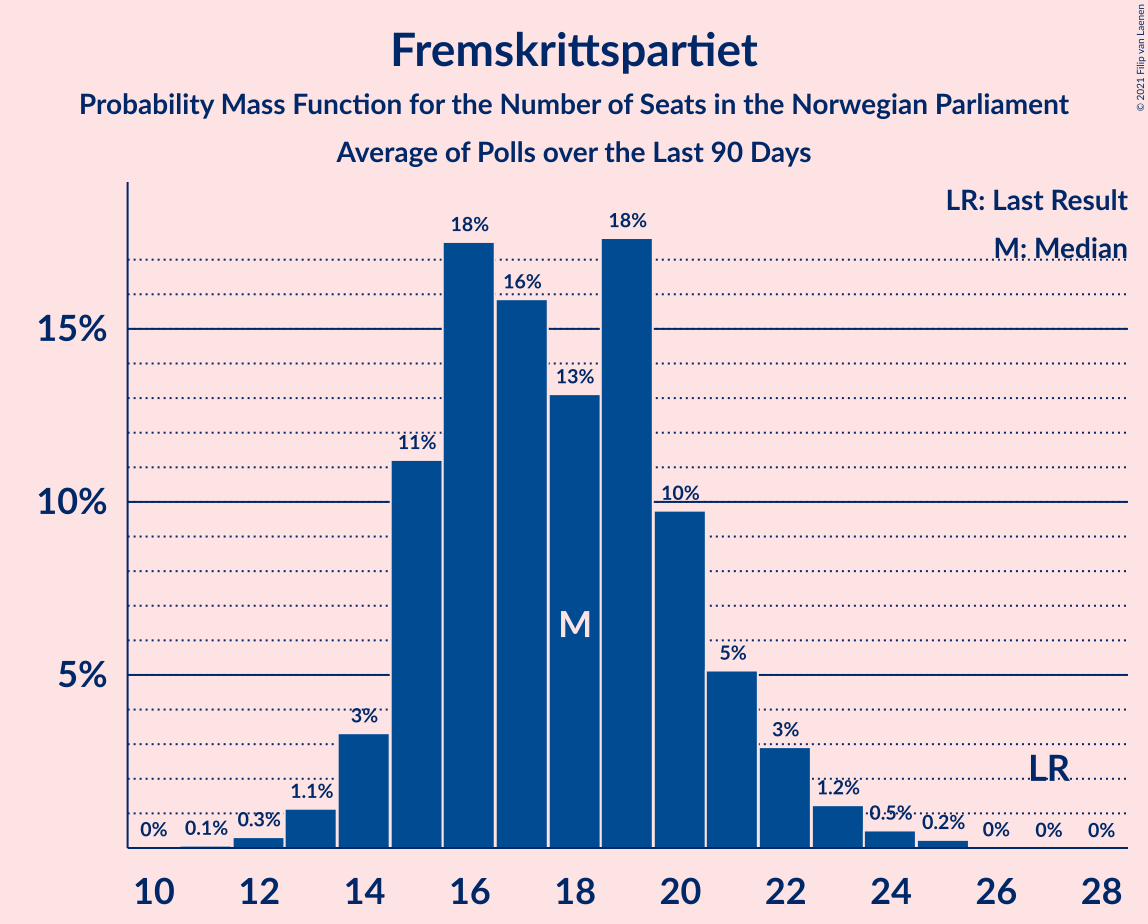 Fremskrittspartiet
Probability Mass Function for the Number of Seats in the Norwegian Parliament
Average of Polls over the Last 90 Days
© 2021 Filip van Laenen
LR: Last Result
M: Median
15%
10%
5%
0%
0.1%
0.3%
1.1%
3%
11%
18%
16%
13%
18%
10%
5%
3%
1.2%
0.5%
0.2%
0%
0%
0%
M
LR
10 12 14 16 18 20 22 24 26 28